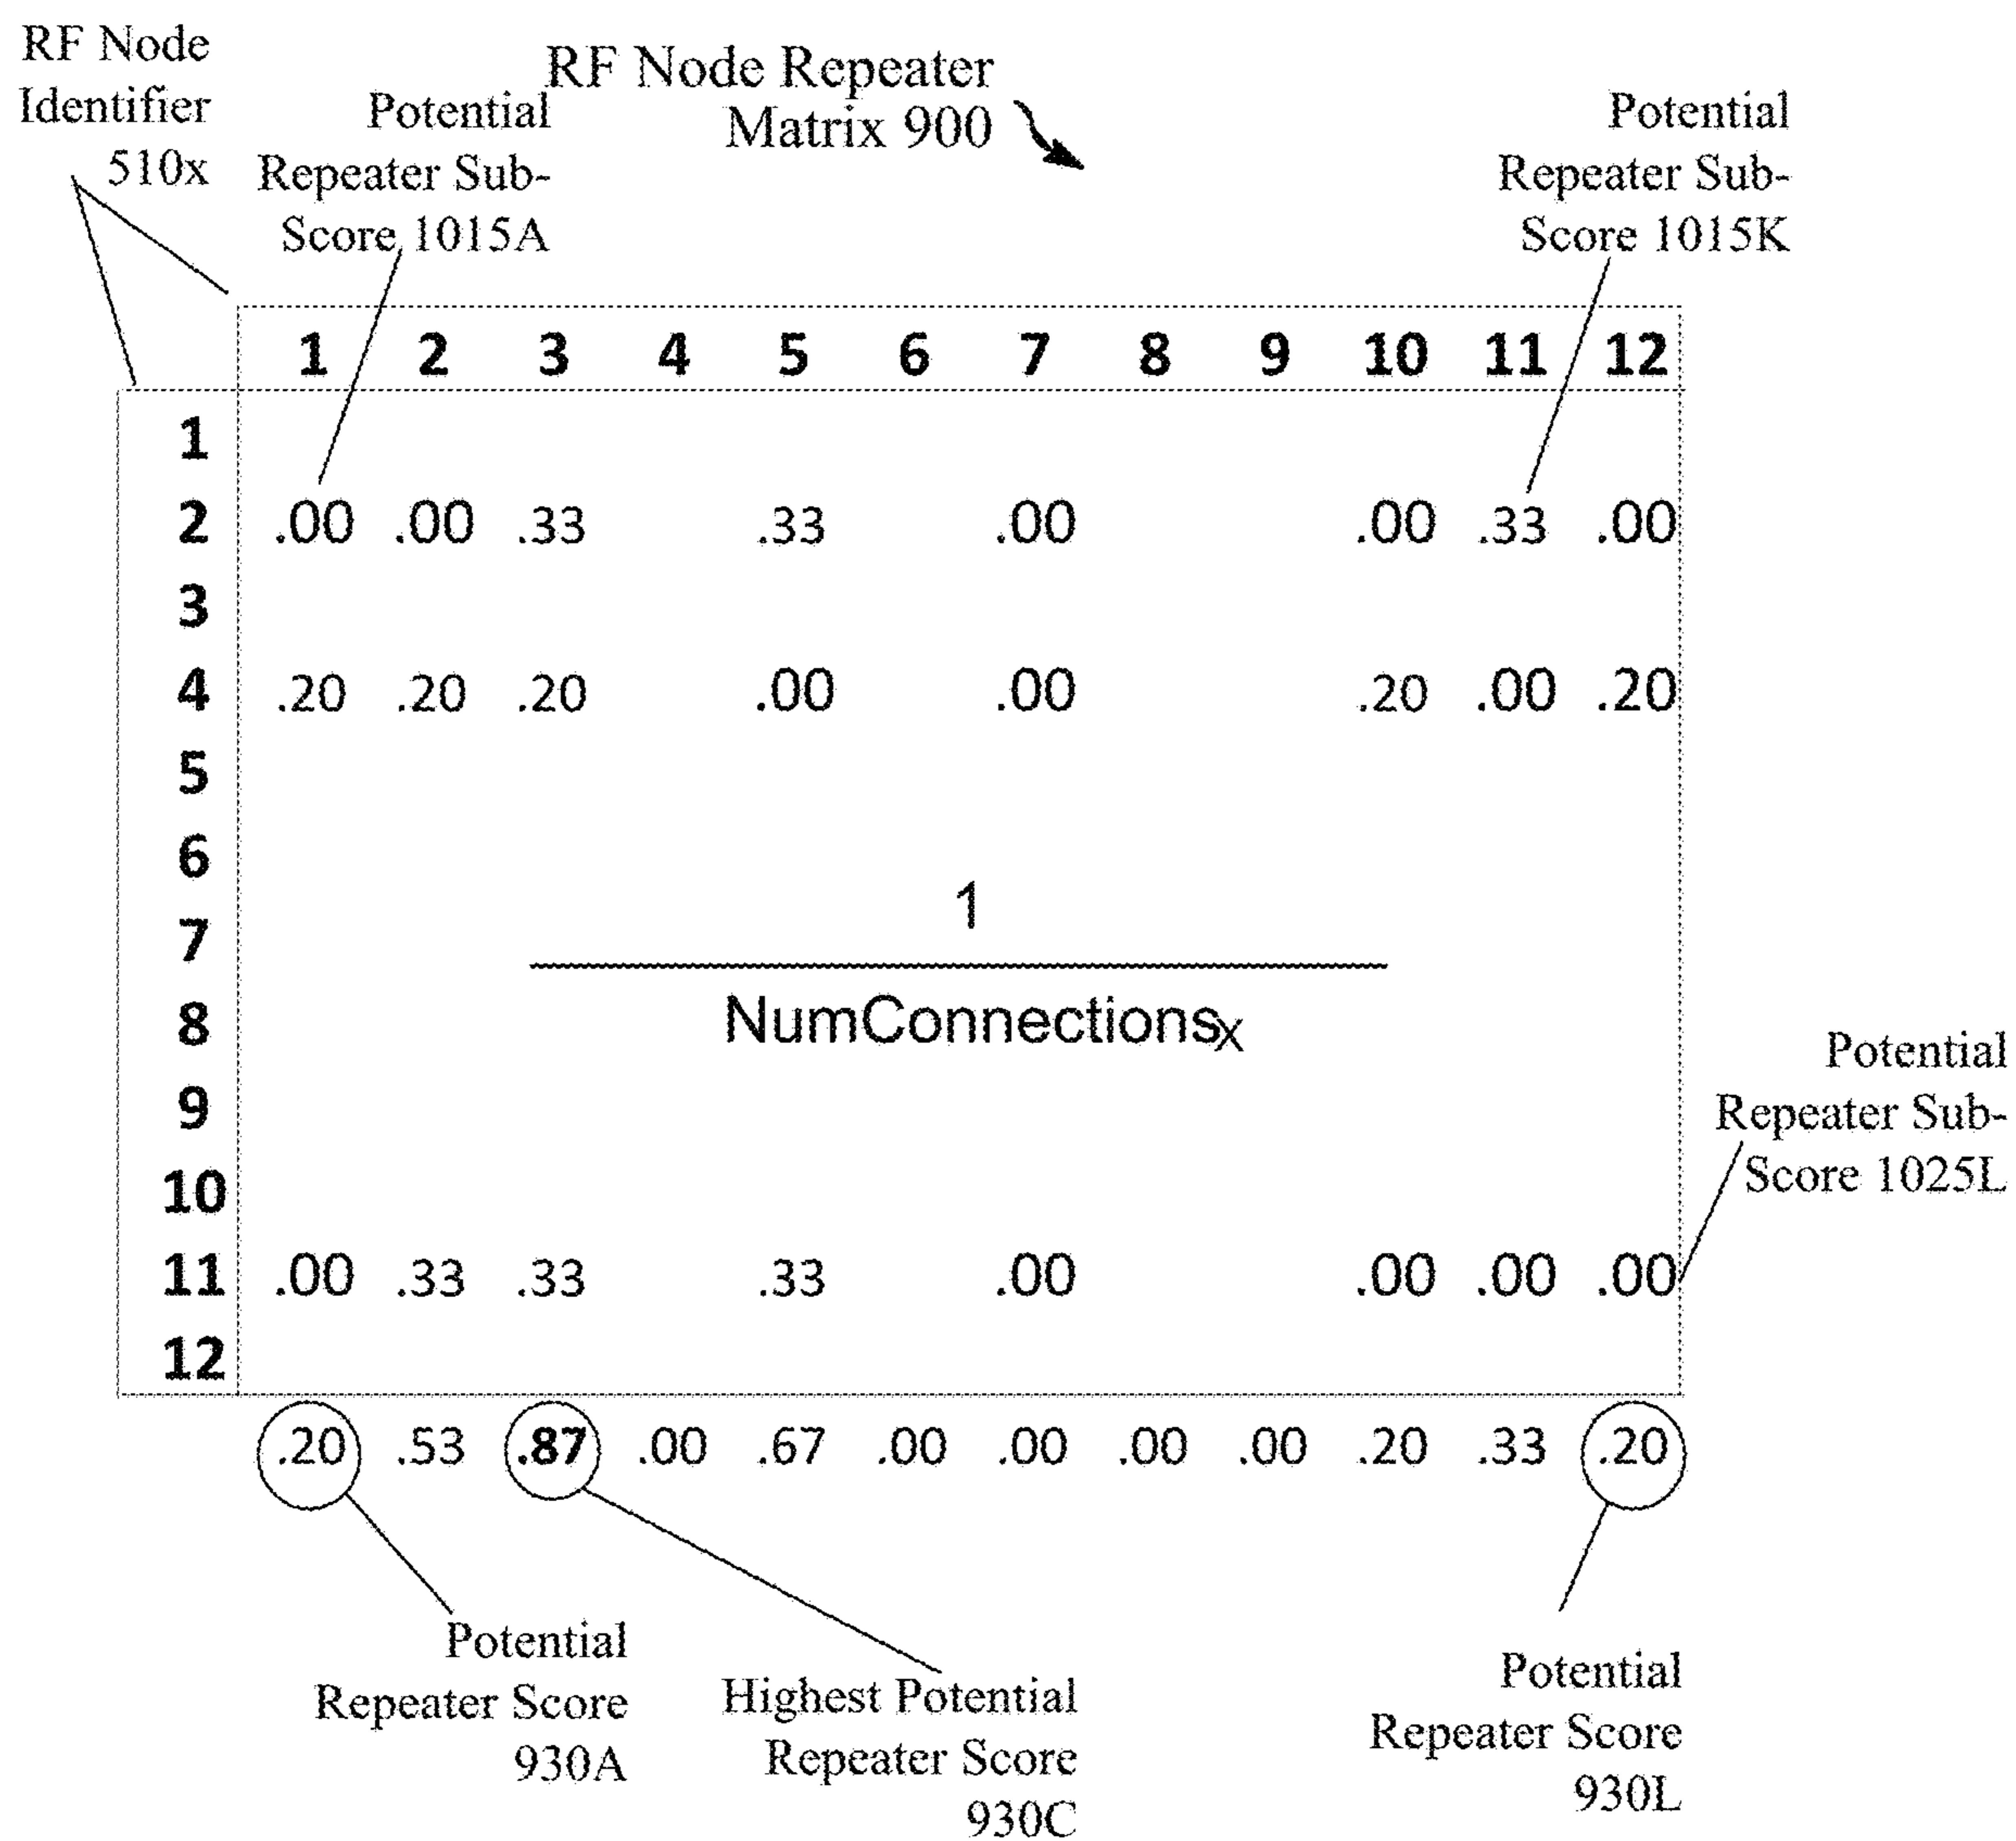 RF Node
Identifier
510x
Potential
Repeater Sub-
Score 1015A
RF Node Repeater
Matrix 900
Potential
Repeater Sub-
Score 1015K
1 2 3 4 5 6 7 8 9 10 11 12
1
2 .00 .00 .33 .33 .00 .00 .33 .00
3
4 .20 .20 .20 .00 .00 .20 .00 .20
5
6
7
8
9
10
11 .00 .33 .33 .33 .00 .00 .00 .00
12
1
NumConnectionsX
Potential
Repeater Sub-
Score 1025L
.20 .53 .87 .00 .67 .00 .00 .00 .00 .20 .33 .20
Potential
Repeater Score
930A
Highest Potential
Repeater Score
930C
Potential
Repeater Score
930L